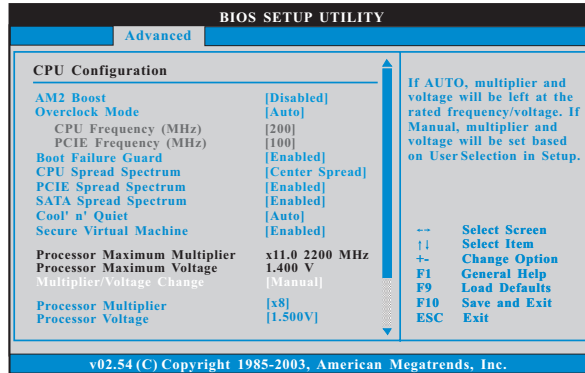 BIOS SETUP UTILITY
Advanced
CPU Configuration
AM2 Boost [Disabled]
Overclock Mode [Auto]
CPU Frequency (MHz) [200]
PCIE Frequency (MHz) [100]
Boot Failure Guard [Enabled]
CPU Spread Spectrum [Center Spread]
PCIE Spread Spectrum [Enabled]
SATA Spread Spectrum [Enabled]
Cool' n' Quiet [Auto]
Secure Virtual Machine [Enabled]
Processor Maximum Multiplier x11.0 2200 MHz
Processor Maximum Voltage 1.400 V
Multiplier/Voltage Change [Manual]
Processor Multiplier [x8]
Processor Voltage [1.500V]
If AUTO, multiplier and
voltage will be left at the
rated frequency/voltage. If
Manual, multiplier and
voltage will be set based
on User Selection in Setup.
←→ Select Screen
↑↓ Select Item
+- Change Option
F1 General Help
F9 Load Defaults
F10 Save and Exit
ESC Exit
v02.54 (C) Copyright 1985-2003, American Megatrends, Inc.